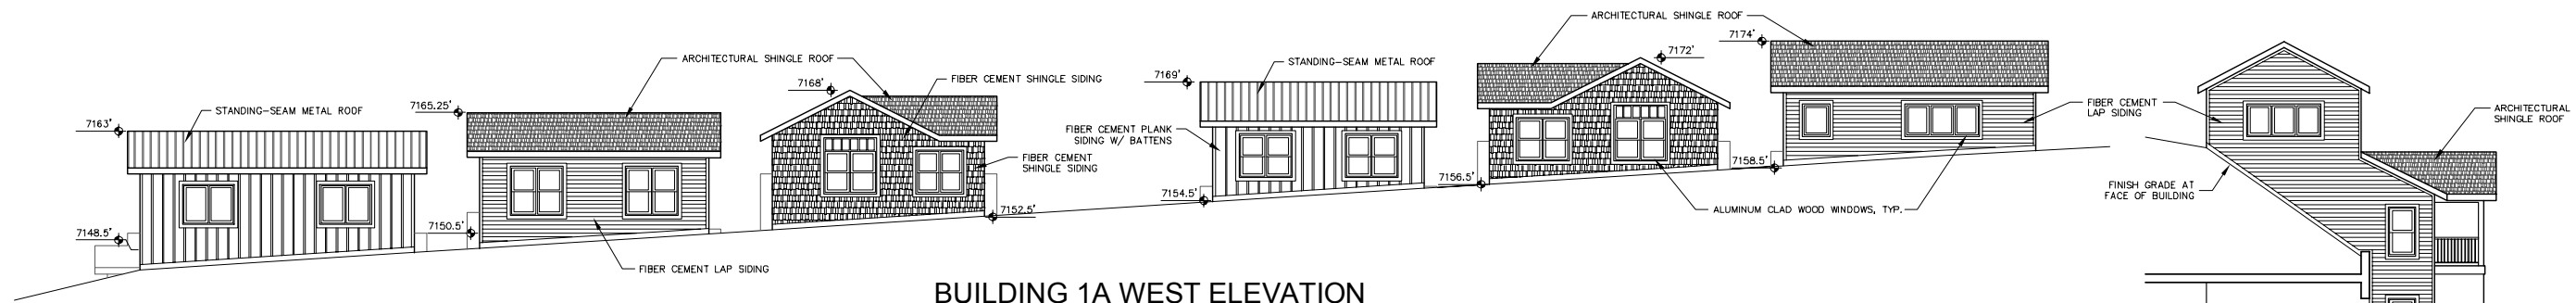 7163'
STANDING-SEAM METAL ROOF
7148.5'
7165.25'
ARCHITECTURAL SHINGLE ROOF
7150.5'
FIBER CEMENT LAP SIDING
7168'
FIBER CEMENT SHINGLE SIDING
FIBER CEMENT
SHINGLE SIDING
7152.5'
7169'
STANDING-SEAM METAL ROOF
FIBER CEMENT PLANK
SIDING W/ BATTENS
7154.5'
ARCHITECTURAL SHINGLE ROOF
7172'
7156.5'
ALUMINUM CLAD WOOD WINDOWS, TYP.
7174'
7158.5'
FIBER CEMENT
LAP SIDING
FINISH GRADE AT
FACE OF BUILDING
ARCHITECTURAL
SHINGLE ROOF
BUILDING 1A WEST ELEVATION